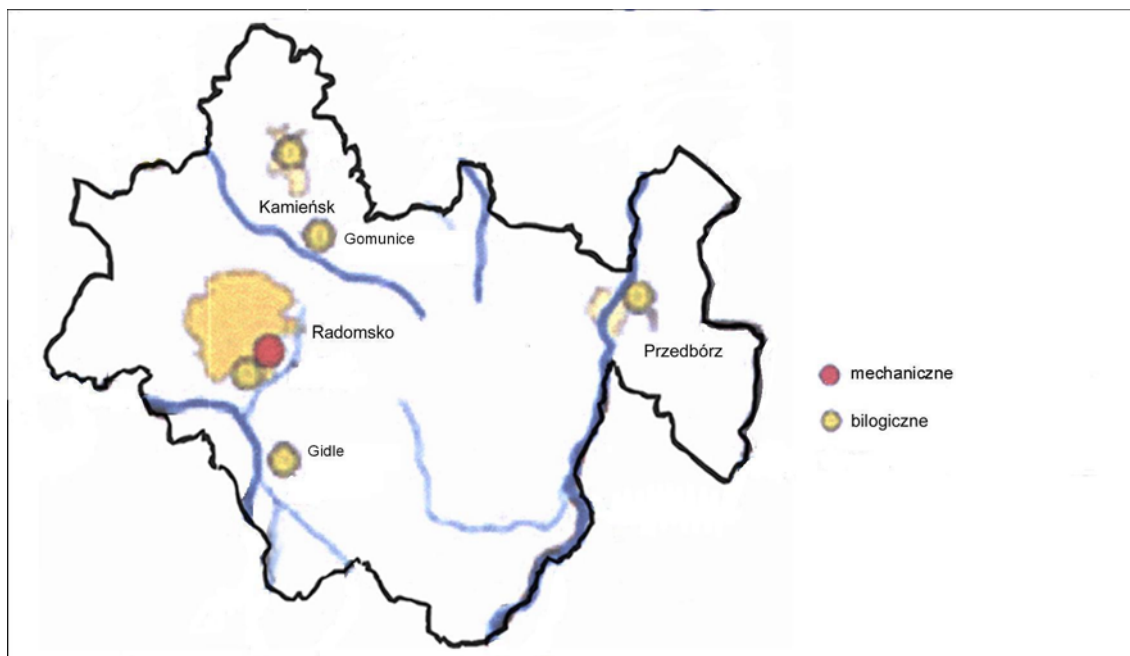 Kamieńsk
Gomunice
Radomsko
Przedbórz
Gidle
mechaniczne
bilogiczne